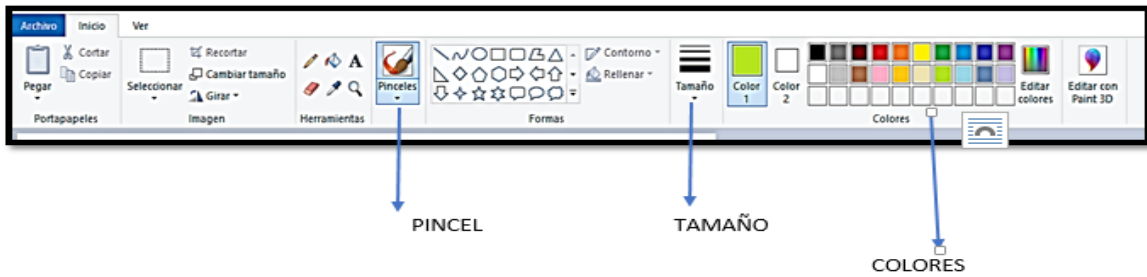 Archivo Inicio Ver
Cortar Recortar Contorno
Copiar Cambiar tamaño Rellenar
Pegar Seleccionar Girar Pinceles Tamaño Color 1 Color 2 Editar colores Editar con Paint 3D
Portapapeles Imagen Herramientas Formas Colores
PINCEL TAMAÑO
COLORES